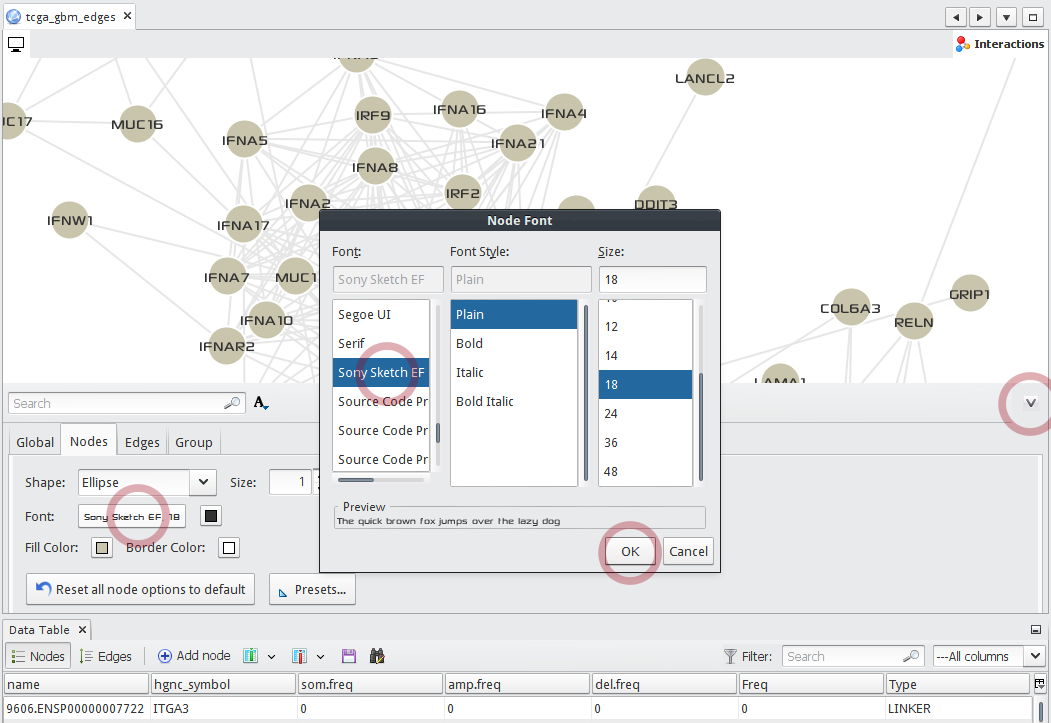 tcga_gbm_edges
Interactions
LANCL2
IFNA16
IRF9
IFNA4
MUC16
IFNA5
IFNA21
IFNA8
IRF2
IFNA2
DDIT3
IFNW1
IFNA17
IFNA7
MUC1
GRIP1
COL6A3
RELN
IFNA10
IFNAR2
LAMA1
Node Font
Font:
Font Style:
Size:
Sony Sketch EF
Plain
18
Segoe UI
Serif
Sony Sketch EF
Source Code Pr
Source Code Pr
Source Code Pr
Plain
Bold
Italic
Bold Italic
12
14
18
24
36
48
Preview
The quick brown fox jumps over the lazy dog
OK
Cancel
Search
A
Global
Nodes
Edges
Group
Shape:
Ellipse
Size:
1
Font:
Sony Sketch EF, 18
Fill Color:
Border Color:
Reset all node options to default
Presets...
Data Table
Nodes
Edges
Add node
Filter:
Search
---All columns
name hgnc_symbol som.freq amp.freq del.freq Freq Type
9606.ENSP00000007722 ITGA3 0 0 0 0 LINKER